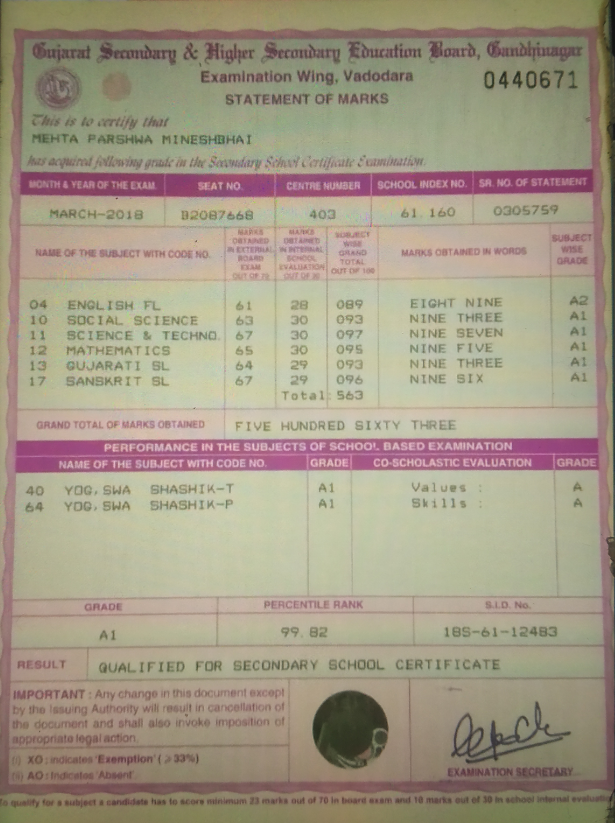 Gujarat Secondary & Higher Secondary Education Board, Gandhinagar
Examination Wing, Vadodara
0440671
STATEMENT OF MARKS
This is to certify that
MEHTA PARSHWA MINESHBHAI
has acquired following grade in the Secondary School Certificate Examination.
MONTH & YEAR OF THE EXAM. SEAT NO. CENTRE NUMBER SCHOOL INDEX NO. SR. NO. OF STATEMENT
MARCH-2018 B2087668 403 61.160 0305759
NAME OF THE SUBJECT WITH CODE NO. MARKS OBTAINED IN EXTERNAL BOARD EXAM OUT OF 70 MARKS OBTAINED IN INTERNAL SCHOOL EVALUATION OUT OF 30 SUBJECT WISE GRAND TOTAL OUT OF 100 MARKS OBTAINED IN WORDS SUBJECT WISE GRADE
04 ENGLISH FL 61 28 089 EIGHT NINE A2
10 SOCIAL SCIENCE 63 30 093 NINE THREE A1
11 SCIENCE & TECHNO. 67 30 097 NINE SEVEN A1
12 MATHEMATICS 65 30 095 NINE FIVE A1
13 GUJARATI SL 64 29 093 NINE THREE A1
17 SANSKRIT SL 67 29 096 NINE SIX A1
Total: 563
GRAND TOTAL OF MARKS OBTAINED FIVE HUNDRED SIXTY THREE
PERFORMANCE IN THE SUBJECTS OF SCHOOL BASED EXAMINATION
NAME OF THE SUBJECT WITH CODE NO. GRADE CO-SCHOLASTIC EVALUATION GRADE
40 YOG,SWA SHASHIK-T A1 Values : A
64 YOG,SWA SHASHIK-P A1 Skills : A
GRADE PERCENTILE RANK S.I.D. No.
A1 99.82 18S-61-12483
RESULT QUALIFIED FOR SECONDARY SCHOOL CERTIFICATE
IMPORTANT : Any change in this document except
by the Issuing Authority will result in cancellation of
the document and shall also invoke imposition of
appropriate legal action.
(i) XO : indicates 'Exemption' ( ≥ 33%)
(ii) AO : Indicates 'Absent'.
EXAMINATION SECRETARY
To qualify for a subject a candidate has to score minimum 23 marks out of 70 in board exam and 10 marks out of 30 in school internal evaluation